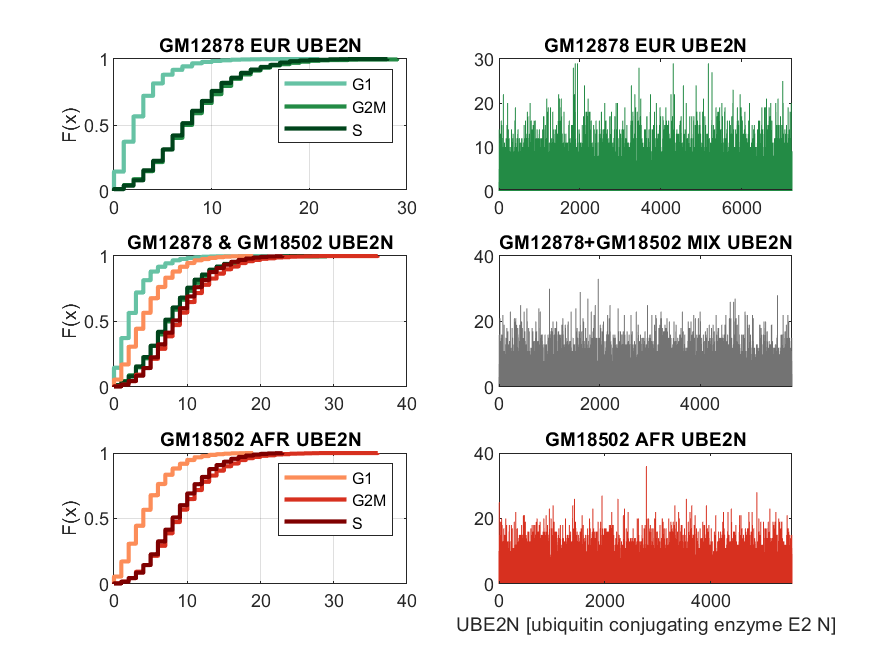 GM12878 EUR UBE2N
F(x)
1
0.5
0
0 10 20 30
G1
G2M
S
GM12878 EUR UBE2N
30
20
10
0
0 2000 4000 6000
GM12878 & GM18502 UBE2N
F(x)
1
0.5
0
0 10 20 30 40
GM12878+GM18502 MIX UBE2N
40
20
0
0 2000 4000
GM18502 AFR UBE2N
F(x)
1
0.5
0
0 10 20 30 40
G1
G2M
S
GM18502 AFR UBE2N
40
20
0
0 2000 4000
UBE2N [ubiquitin conjugating enzyme E2 N]